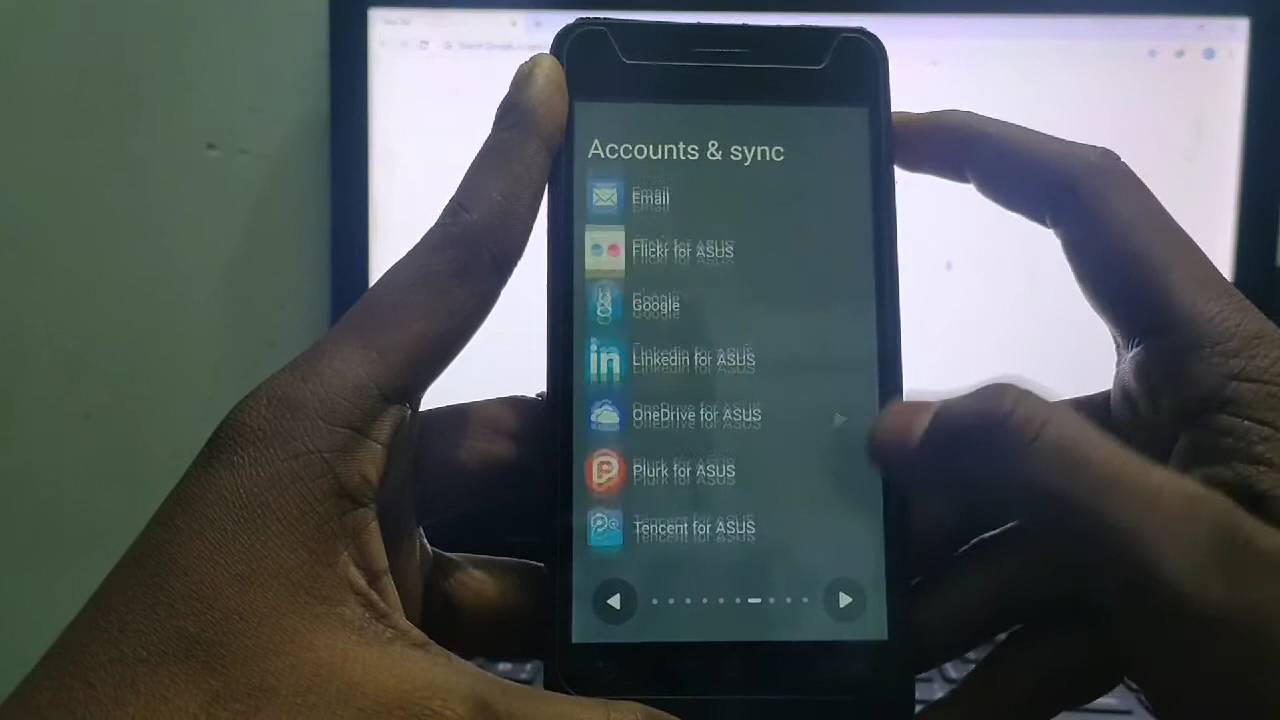 Accounts & sync
Email
Flickr for ASUS
Google
Linkedin for ASUS
in
OneDrive for ASUS
Plurk for ASUS
Tencent for ASUS